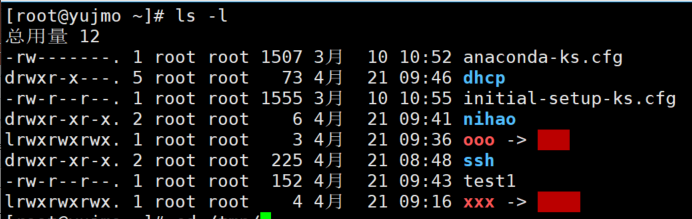 [root@yujmo ~]# ls -l
总用量 12
-rw-------. 1 root root 1507 3月  10 10:52 anaconda-ks.cfg
drwxr-x---. 5 root root   73 4月  21 09:46 dhcp
-rw-r--r--. 1 root root 1555 3月  10 10:55 initial-setup-ks.cfg
drwxr-xr-x. 2 root root    6 4月  21 09:41 nihao
lrwxrwxrwx. 1 root root    3 4月  21 09:36 ooo ->
drwxr-xr-x. 2 root root  225 4月  21 08:48 ssh
-rw-r--r--. 1 root root  152 4月  21 09:43 test1
lrwxrwxrwx. 1 root root    4 4月  21 09:16 xxx ->